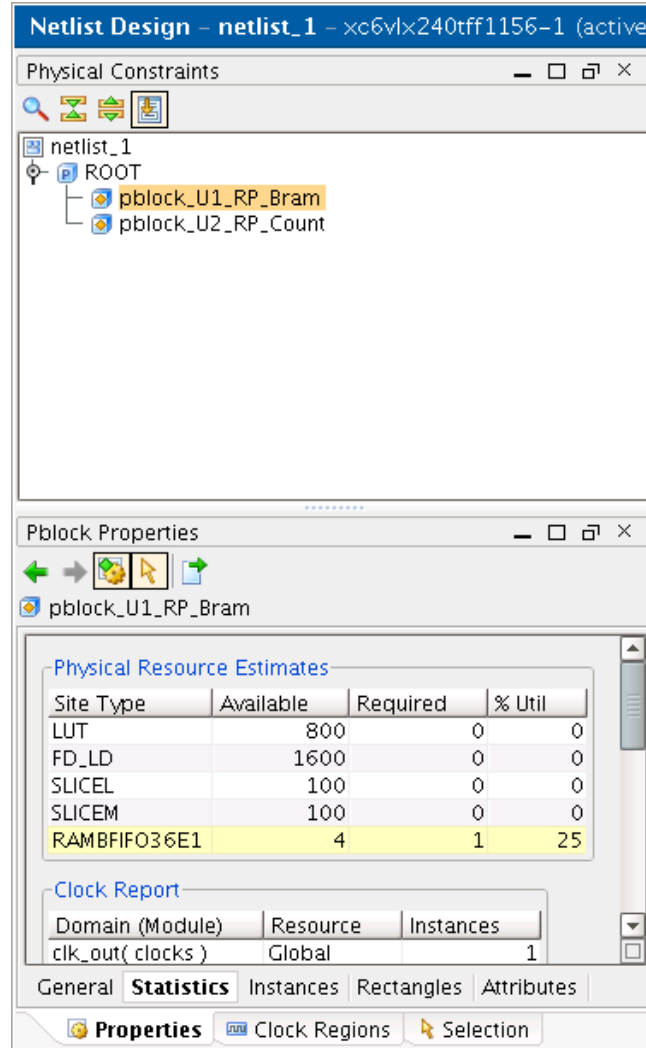 Netlist Design – netlist_1 – xc6vlx240tff1156-1 (active
Physical Constraints
netlist_1
ROOT
pblock_U1_RP_Bram
pblock_U2_RP_Count
Pblock Properties
pblock_U1_RP_Bram
Physical Resource Estimates
Site Type Available Required % Util
LUT 800 0 0
FD_LD 1600 0 0
SLICEL 100 0 0
SLICEM 100 0 0
RAMBFIFO36E1 4 1 25
Clock Report
Domain (Module) Resource Instances
clk_out( clocks ) Global 1
General Statistics Instances Rectangles Attributes
Properties Clock Regions Selection